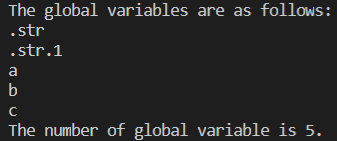 The global variables are as follows:
.str
.str.1
a
b
c
The number of global variable is 5.